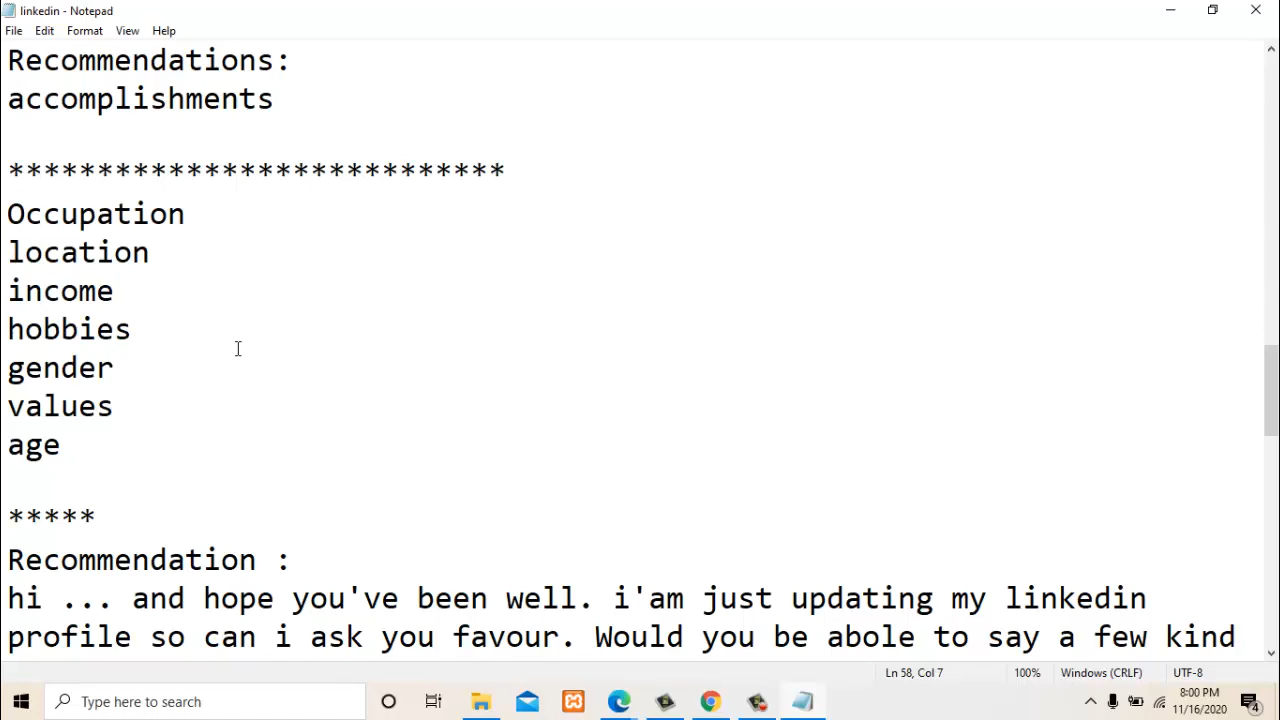 linkedin - Notepad
File Edit Format View Help
Recommendations:
accomplishments
****************************
Occupation
location
income
hobbies
gender
values
age
*****
Recommendation :
hi ... and hope you've been well. i'am just updating my linkedin
profile so can i ask you favour. Would you be abole to say a few kind
Ln 58, Col 7 100% Windows (CRLF) UTF-8
Type here to search
8:00 PM
11/16/2020
4